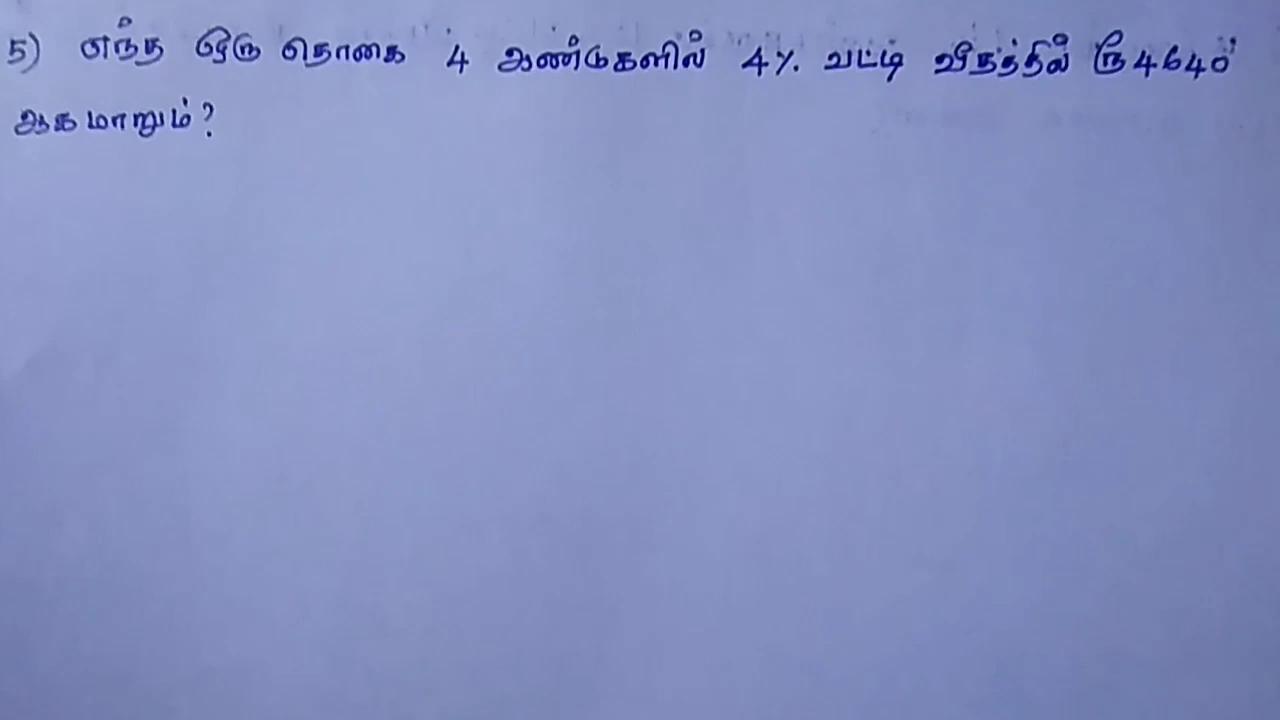 5) எந்த ஒரு தொகை 4 ஆண்டுகளில் 4% வட்டி வீதத்தில் ரூ 4640
ஆக மாறும்?